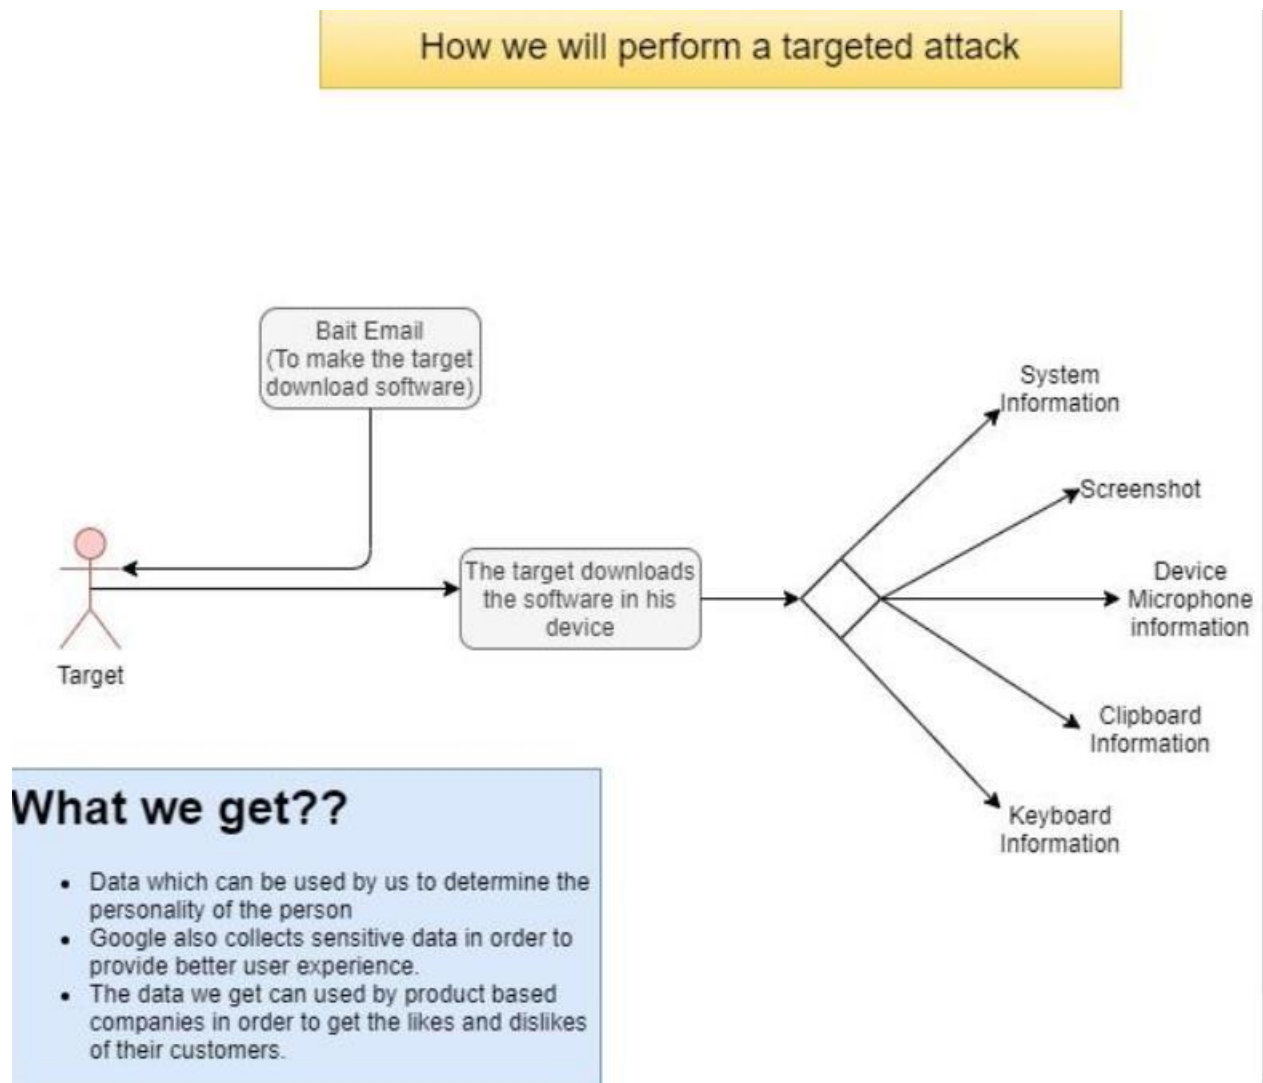 How we will perform a targeted attack
Bait Email
(To make the target
download software)
System
Information
Screenshot
The target downloads
the software in his
device
Device
Microphone
information
Target
Clipboard
Information
What we get??
Keyboard
Information
• Data which can be used by us to determine the
personality of the person
• Google also collects sensitive data in order to
provide better user experience.
• The data we get can used by product based
companies in order to get the likes and dislikes
of their customers.